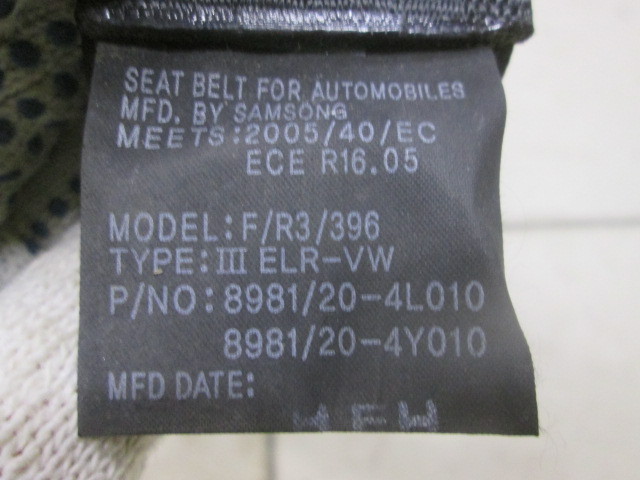 SEAT BELT FOR AUTOMOBILES
MFD. BY SAMSONG
MEETS:2005/40/EC
ECE R16.05
MODEL:F/R3/396
TYPE:III ELR-VW
P/NO:8981/20-4L010
8981/20-4Y010
MFD DATE: